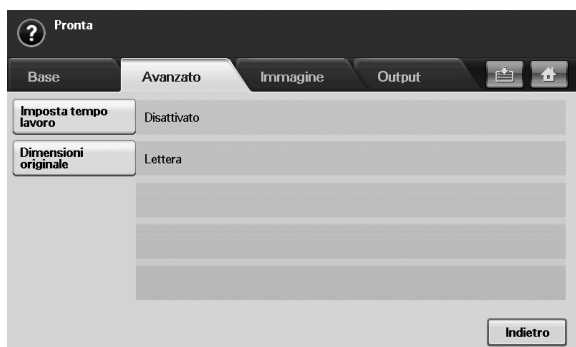 ?
Pronta
Base Avanzato Immagine Output
Imposta tempo
lavoro
Disattivato
Dimensioni
originale
Lettera
Indietro